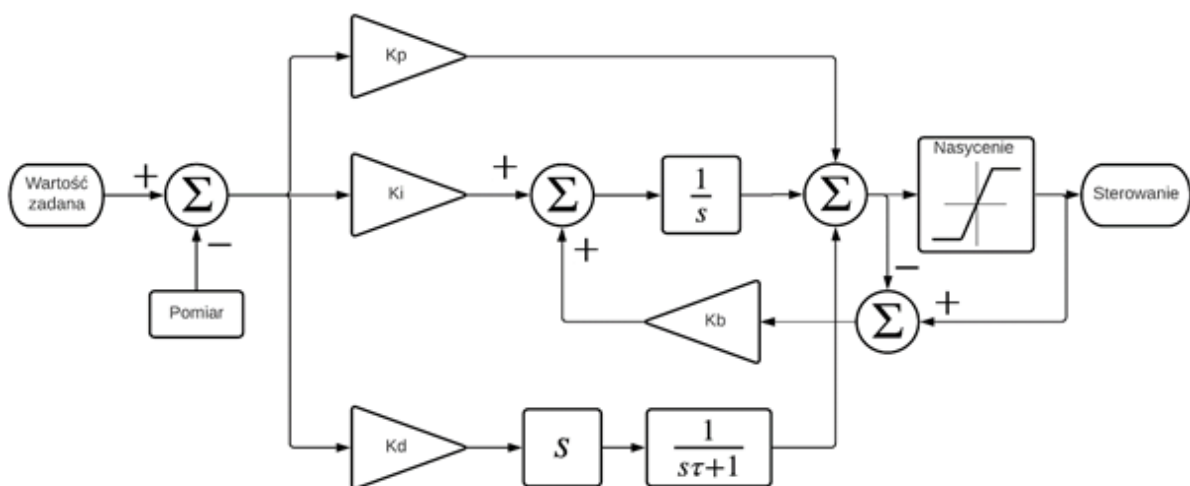 Kp
Nasycenie
Wartość
zadana
+
Σ
−
Pomiar
Ki
+
Σ
+
1
s
Σ
Sterowanie
−
+
Σ
Kb
Kd
s
1
sτ+1